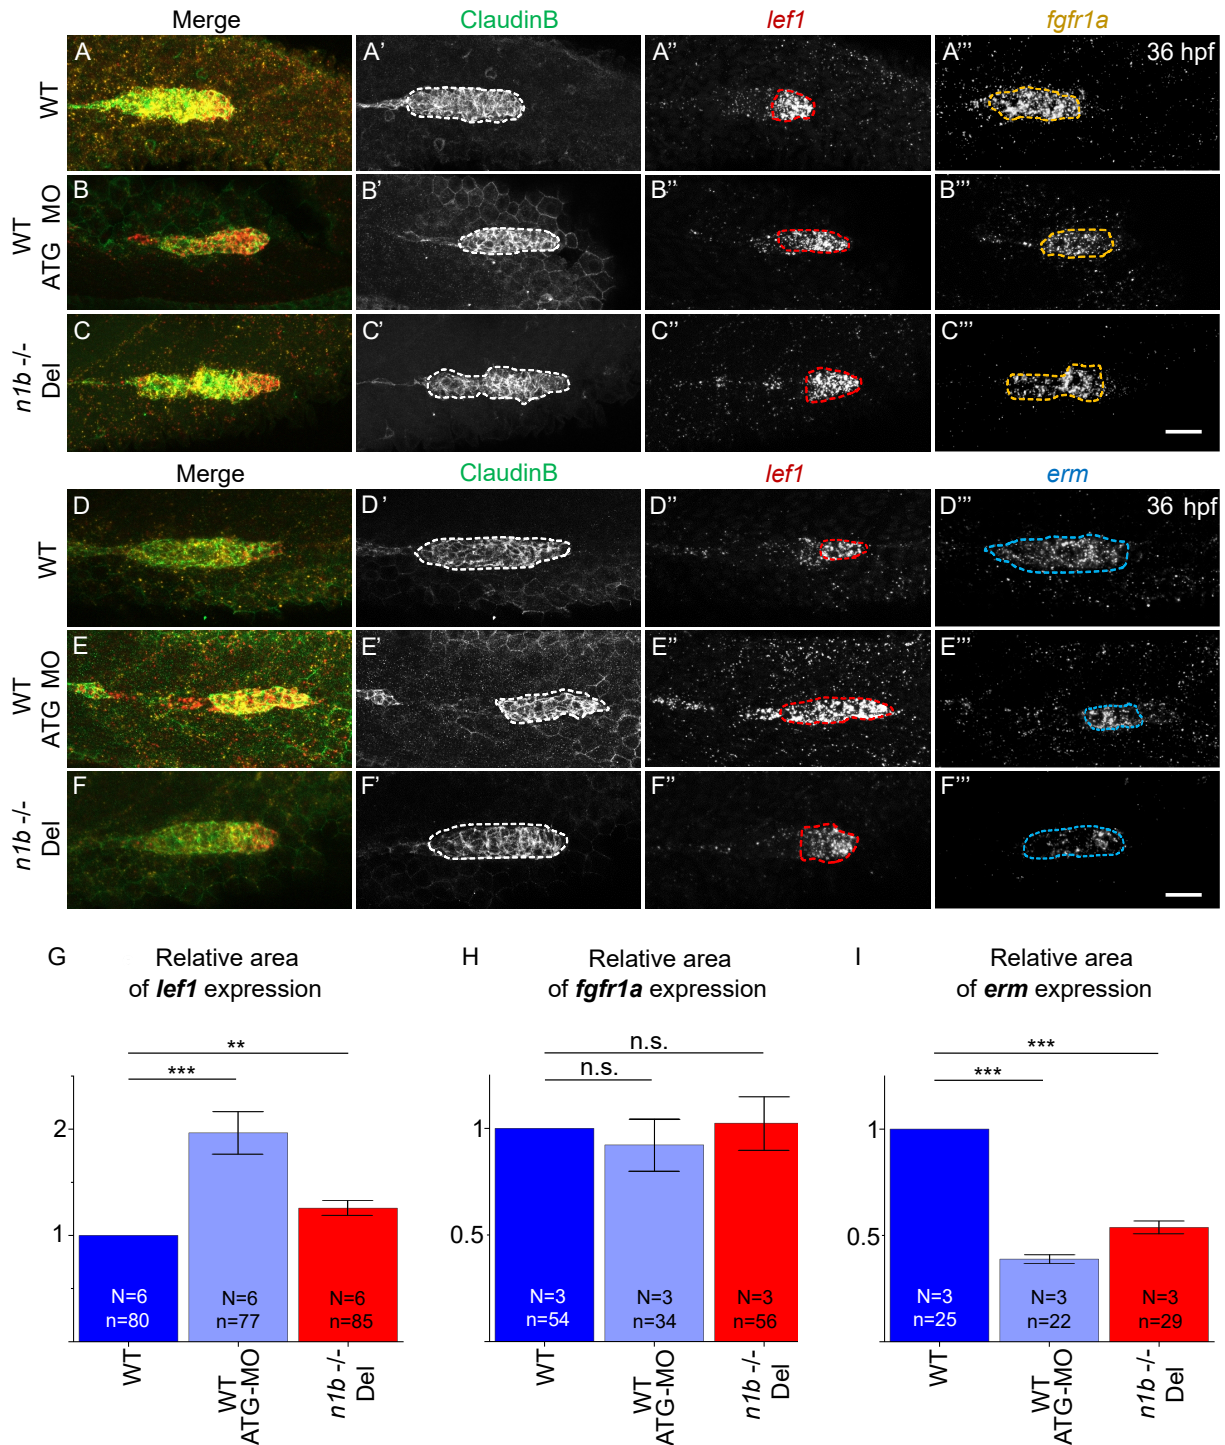 Merge ClaudinB lef1 fgfr1a
WT
A A' A'' A''' 36 hpf
WT ATG MO
B B' B'' B'''
n1b -/- Del
C C' C'' C'''
Merge ClaudinB lef1 erm
WT
D D' D'' D''' 36 hpf
WT ATG MO
E E' E'' E'''
n1b -/- Del
F F' F'' F'''
G Relative area
of lef1 expression
**
***
2
1
N=6
n=80
N=6
n=77
N=6
n=85
WT
WT
ATG-MO
n1b -/-
Del
H Relative area
of fgfr1a expression
n.s.
n.s.
1
0.5
N=3
n=54
N=3
n=34
N=3
n=56
WT
WT
ATG-MO
n1b -/-
Del
I Relative area
of erm expression
***
***
1
0.5
N=3
n=25
N=3
n=22
N=3
n=29
WT
WT
ATG-MO
n1b -/-
Del